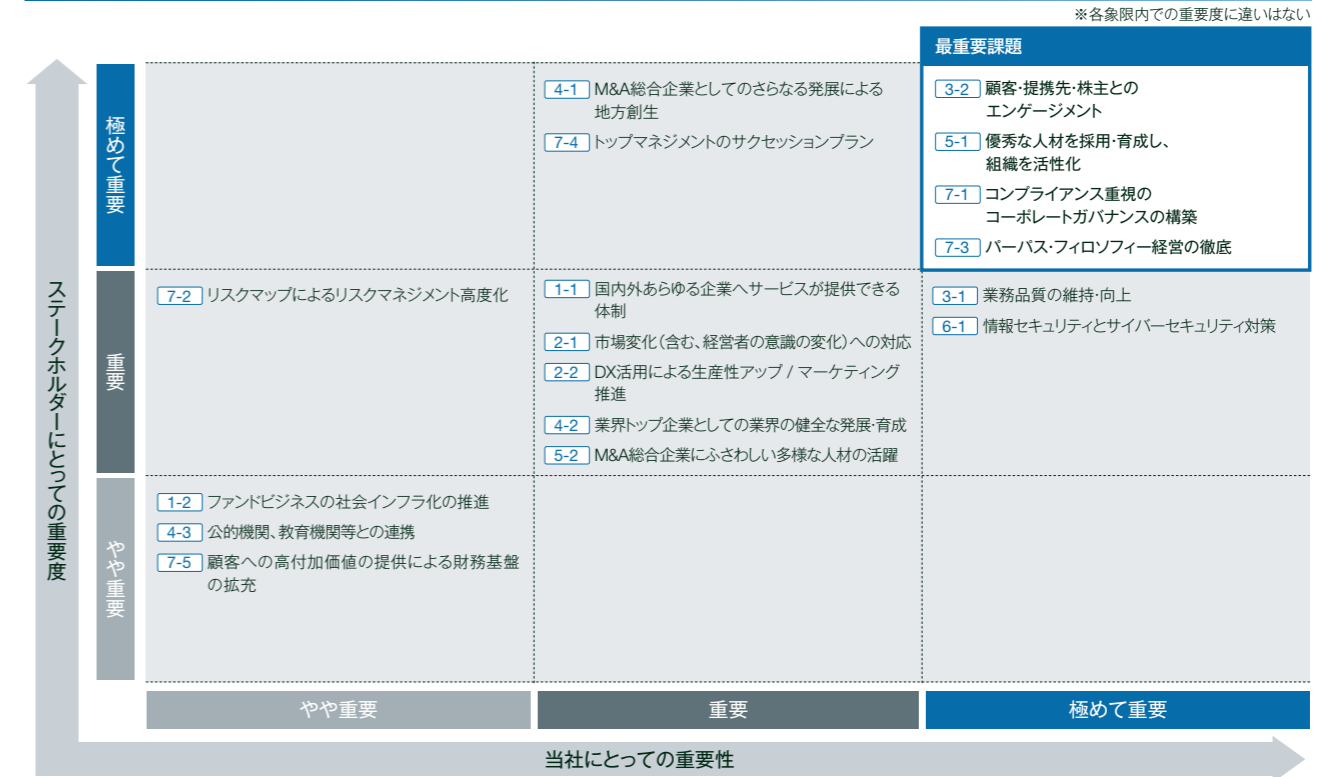 ※各象限内での重要度に違いはない
最重要課題
ステークホルダーにとっての重要度
極めて重要
4-1 M&A総合企業としてのさらなる発展による
地方創生
7-4 トップマネジメントのサクセッションプラン
3-2 顧客・提携先・株主との
エンゲージメント
5-1 優秀な人材を採用・育成し、
組織を活性化
7-1 コンプライアンス重視の
コーポレートガバナンスの構築
7-3 パーパス・フィロソフィー経営の徹底
重要
7-2 リスクマップによるリスクマネジメント高度化
1-1 国内外あらゆる企業へサービスが提供できる
体制
2-1 市場変化(含む、経営者の意識の変化)への対応
2-2 DX活用による生産性アップ / マーケティング
推進
4-2 業界トップ企業としての業界の健全な発展・育成
5-2 M&A総合企業にふさわしい多様な人材の活躍
3-1 業務品質の維持・向上
6-1 情報セキュリティとサイバーセキュリティ対策
やや重要
1-2 ファンドビジネスの社会インフラ化の推進
4-3 公的機関、教育機関等との連携
7-5 顧客への高付加価値の提供による財務基盤
の拡充
やや重要
重要
極めて重要
当社にとっての重要性